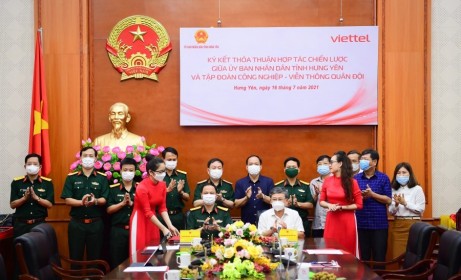 viettel
KÝ KẾT THỎA THUẬN HỢP TÁC CHIẾN LƯỢC
GIỮA ỦY BAN NHÂN DÂN TỈNH HƯNG YÊN
VÀ TẬP ĐOÀN CÔNG NGHIỆP - VIỄN THÔNG QUÂN ĐỘI
Hưng Yên, ngày 16 tháng 7 năm 2021